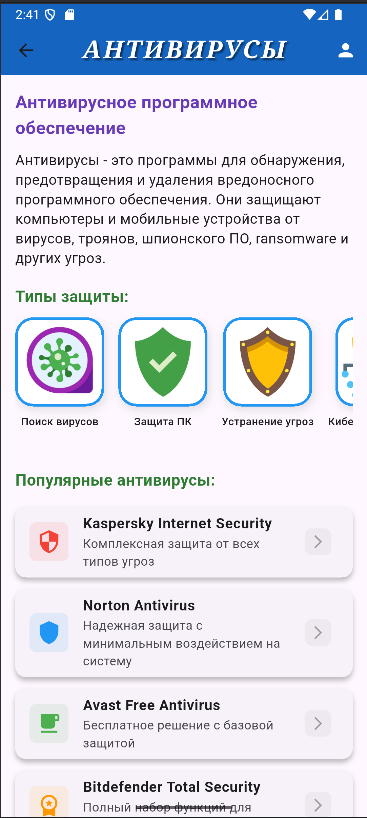 2:41
АНТИВИРУСЫ
Антивирусное программное
обеспечение
Антивирусы - это программы для обнаружения,
предотвращения и удаления вредоносного
программного обеспечения. Они защищают
компьютеры и мобильные устройства от
вирусов, троянов, шпионского ПО, ransomware и
других угроз.
Типы защиты:
Поиск вирусов
Защита ПК
Устранение угроз
Кибе
Популярные антивирусы:
Kaspersky Internet Security
Комплексная защита от всех
типов угроз
Norton Antivirus
Надежная защита с
минимальным воздействием на
систему
Avast Free Antivirus
Бесплатное решение с базовой
защитой
Bitdefender Total Security
Полный набор функций для